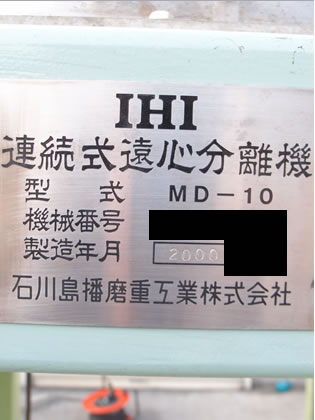 IHI
連続式遠心分離機
型式 MD-10
機械番号
製造年月 2000
石川島播磨重工業株式会社